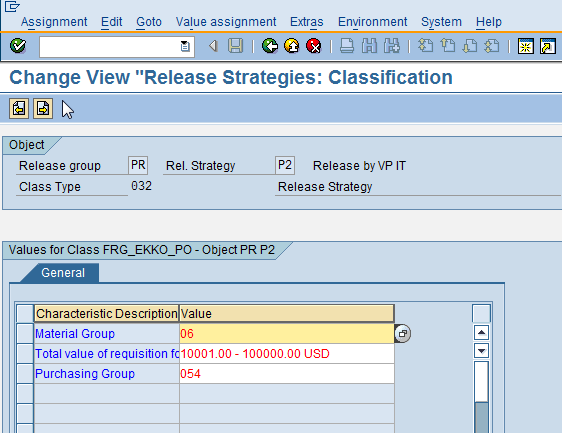 Assignment Edit Goto Value assignment Extras Environment System Help
Change View "Release Strategies: Classification
Object
Release group PR Rel. Strategy P2 Release by VP IT
Class Type 032 Release Strategy
Values for Class FRG_EKKO_PO - Object PR P2
General
Characteristic Description Value
Material Group 06
Total value of requisition fo 10001.00 - 100000.00 USD
Purchasing Group 054